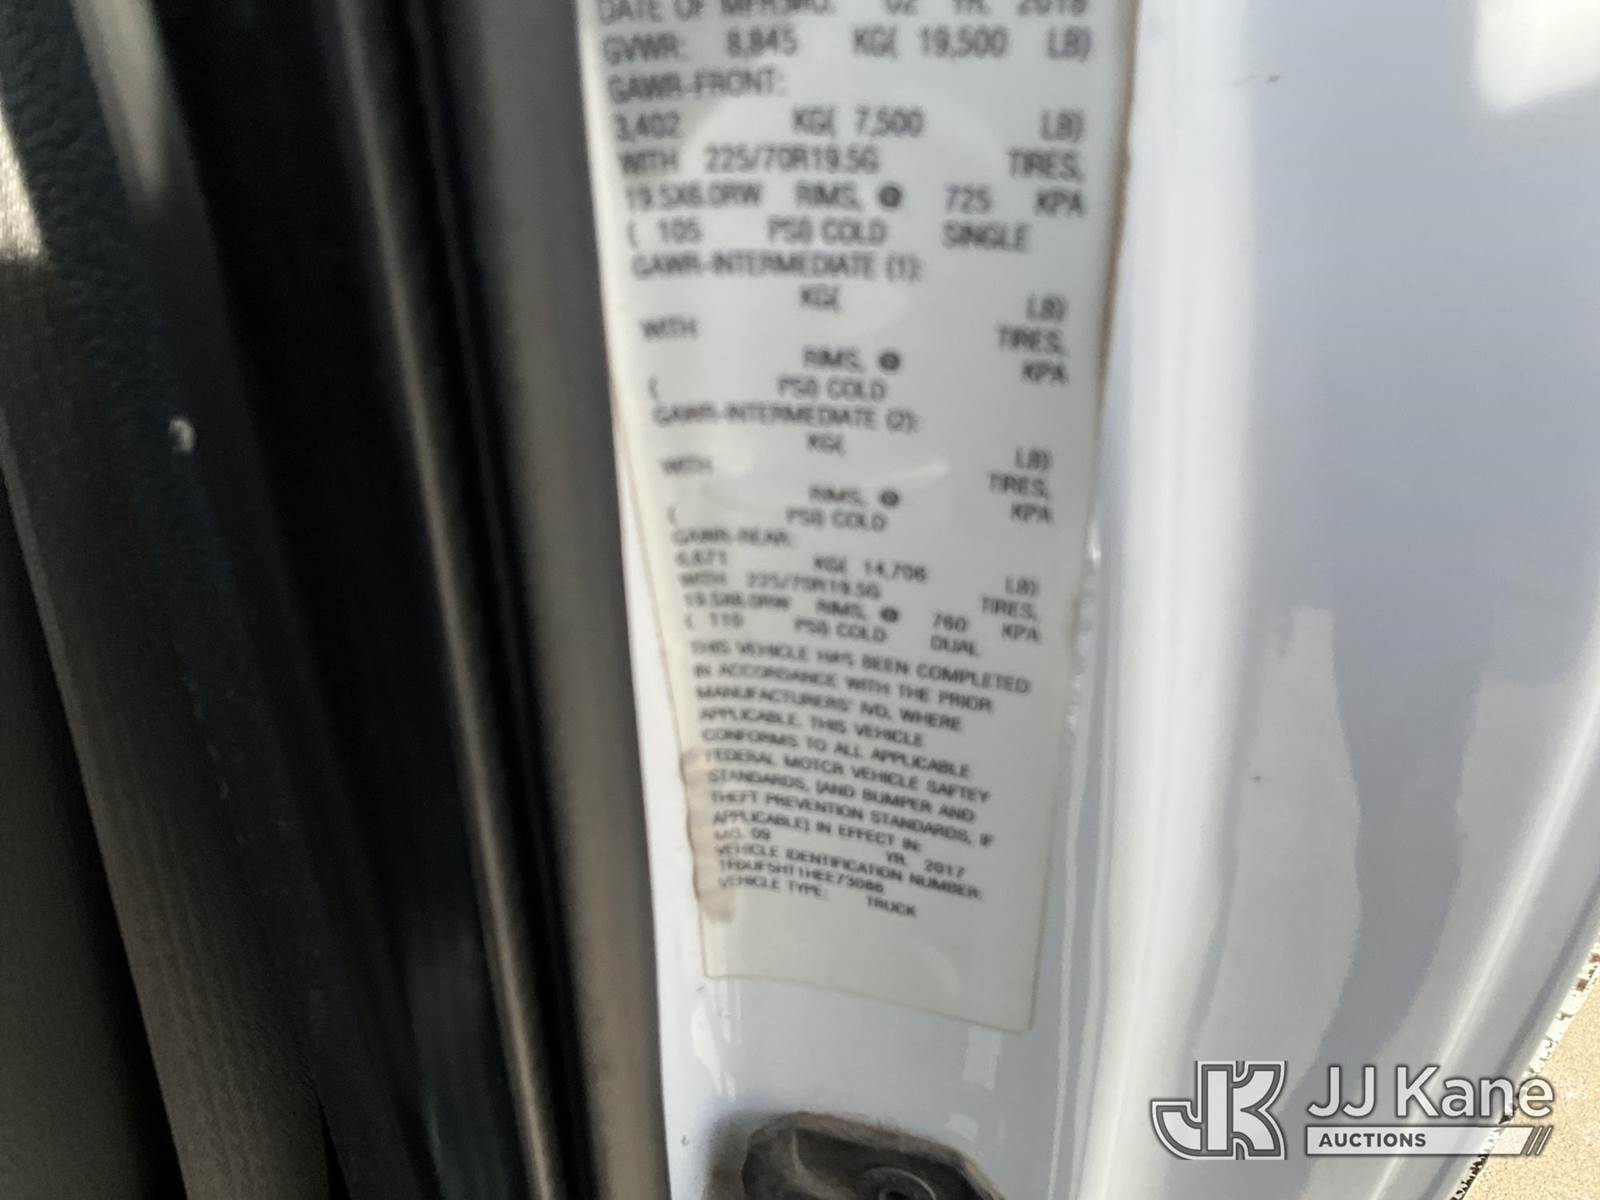 DATE OF MFR:MO. 02 YR. 2018
GVWR: 8,845 KG( 19,500 LB)
GAWR-FRONT:
3,402 KG( 7,500 LB)
WITH 225/70R19.5G TIRES,
19.5X6.0RW RIMS, @ 725 KPA
( 105 PSI) COLD SINGLE
GAWR-INTERMEDIATE (1):
KG( LB)
WITH TIRES,
RIMS, @ KPA
( PSI) COLD
GAWR-INTERMEDIATE (2):
KG( LB)
WITH TIRES,
RIMS, @ KPA
( PSI) COLD
GAWR-REAR:
6,671 KG( 14,706 LB)
WITH 225/70R19.5G TIRES,
19.5X6.0RW RIMS, @ 760 KPA
( 110 PSI) COLD DUAL
THIS VEHICLE HAS BEEN COMPLETED
IN ACCORDANCE WITH THE PRIOR
MANUFACTURERS' IVD, WHERE
APPLICABLE. THIS VEHICLE
CONFORMS TO ALL APPLICABLE
FEDERAL MOTOR VEHICLE SAFTEY
STANDARDS, (AND BUMPER AND
THEFT PREVENTION STANDARDS, IF
APPLICABLE) IN EFFECT IN:
MO. 09 YR. 2017
VEHICLE IDENTIFICATION NUMBER:
VEHICLE TYPE: TRUCK
JK JJ Kane
AUCTIONS